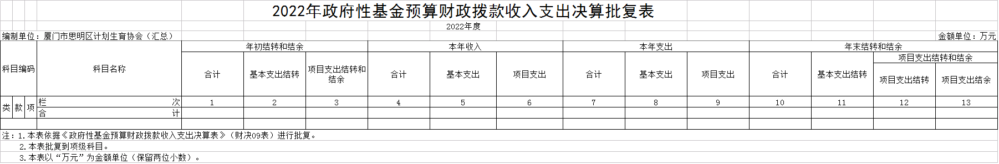 2022年政府性基金预算财政拨款收入支出决算批复表
2022年度
编制单位：厦门市思明区计划生育协会（汇总） 金额单位：万元
科目编码 科目名称 年初结转和结余 本年收入 本年支出 年末结转和结余
合计 基本支出结转 项目支出结转和结余 合计 基本支出 项目支出 合计 基本支出 项目支出 合计 基本支出结转 项目支出结转和结余
项目支出结转 项目支出结余
类 款 项 栏次 1 2 3 4 5 6 7 8 9 10 11 12 13
合计
注：1.本表依据《政府性基金预算财政拨款收入支出决算表》（财决09表）进行批复。
2.本表批复到项级科目。
3.本表以“万元”为金额单位（保留两位小数）。